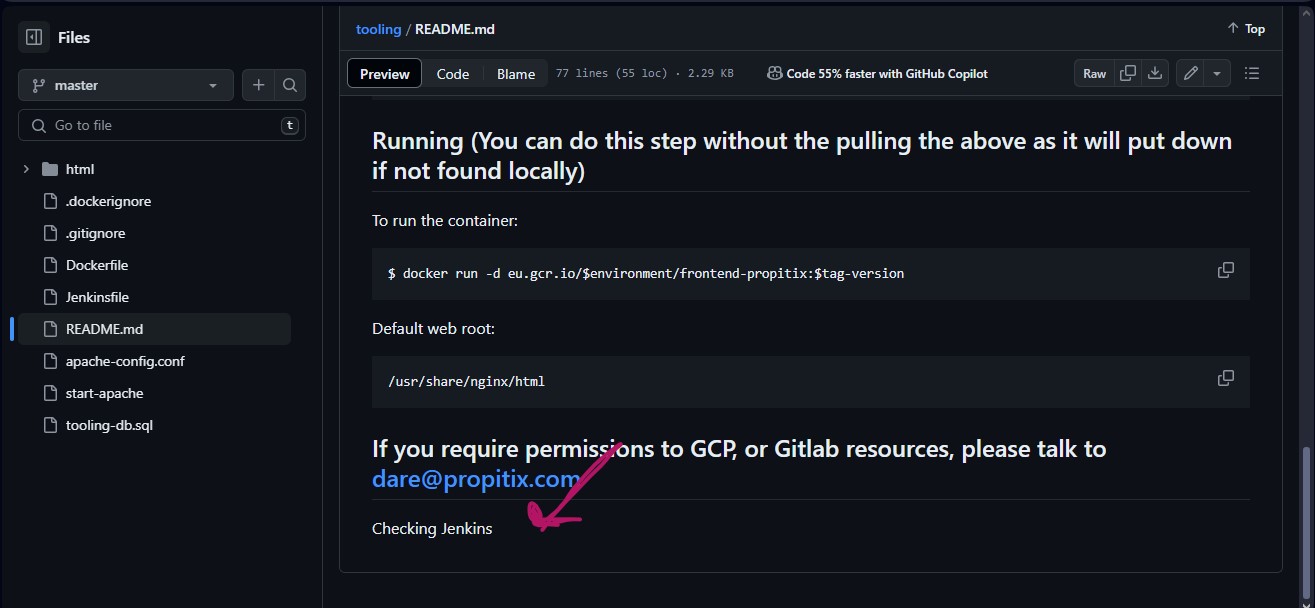 Files
master
Go to file
t
html
.dockerignore
.gitignore
Dockerfile
Jenkinsfile
README.md
apache-config.conf
start-apache
tooling-db.sql
tooling / README.md
Top
Preview Code Blame 77 lines (55 loc) · 2.29 KB Code 55% faster with GitHub Copilot Raw
Running (You can do this step without the pulling the above as it will put down
if not found locally)
To run the container:
$ docker run -d eu.gcr.io/$environment/frontend-propitix:$tag-version
Default web root:
/usr/share/nginx/html
If you require permissions to GCP, or Gitlab resources, please talk to
dare@propitix.com
Checking Jenkins